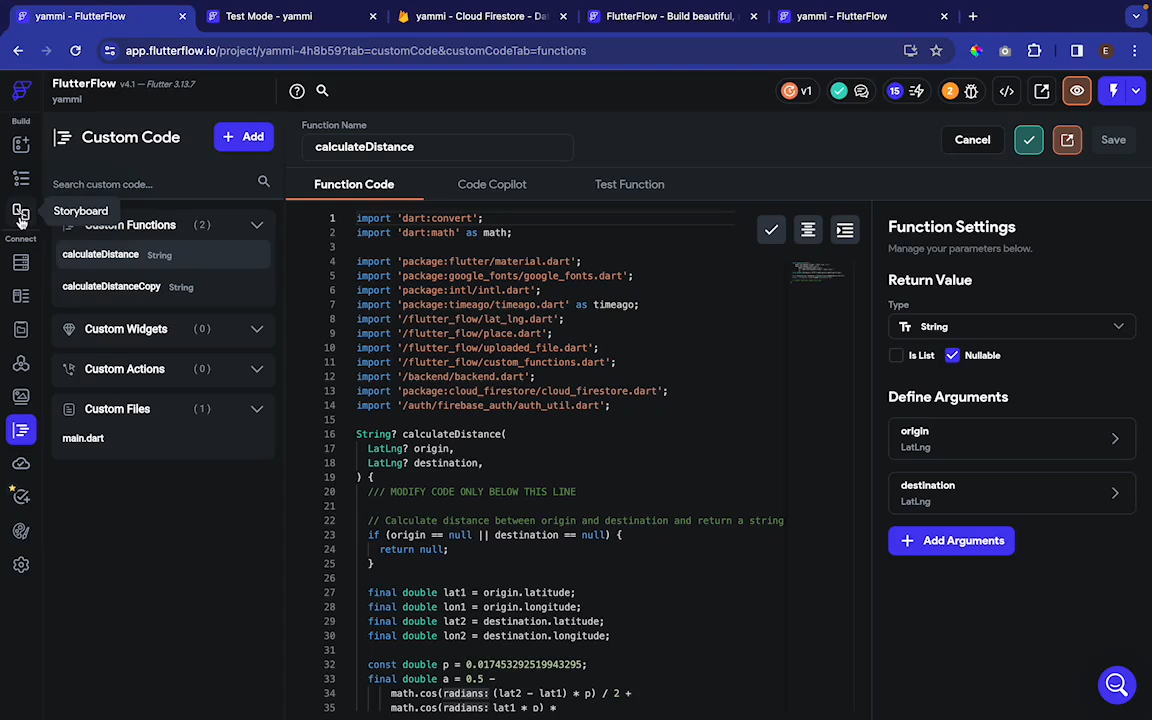 yammi - FlutterFlow
Test Mode - yammi
yammi - Cloud Firestore - Da
FlutterFlow - Build beautiful,
yammi - FlutterFlow
app.flutterflow.io/project/yammi-4h8b59?tab=customCode&customCodeTab=functions
E
FlutterFlow v4.1 – Flutter 3.13.7
yammi
v1
15
2
Build
Custom Code
+ Add
Search custom code...
Storyboard
Connect
Custom Functions (2)
calculateDistance String
calculateDistanceCopy String
Custom Widgets (0)
Custom Actions (0)
Custom Files (1)
main.dart
Function Name
calculateDistance
Cancel
Save
Function Code
Code Copilot
Test Function
1 import 'dart:convert';
2 import 'dart:math' as math;
3
4 import 'package:flutter/material.dart';
5 import 'package:google_fonts/google_fonts.dart';
6 import 'package:intl/intl.dart';
7 import 'package:timeago/timeago.dart' as timeago;
8 import '/flutter_flow/lat_lng.dart';
9 import '/flutter_flow/place.dart';
10 import '/flutter_flow/uploaded_file.dart';
11 import '/flutter_flow/custom_functions.dart';
12 import '/backend/backend.dart';
13 import 'package:cloud_firestore/cloud_firestore.dart';
14 import '/auth/firebase_auth/auth_util.dart';
15
16 String? calculateDistance(
17 LatLng? origin,
18 LatLng? destination,
19 ) {
20 /// MODIFY CODE ONLY BELOW THIS LINE
21
22 // Calculate distance between origin and destination and return a string
23 if (origin == null || destination == null) {
24 return null;
25 }
26
27 final double lat1 = origin.latitude;
28 final double lon1 = origin.longitude;
29 final double lat2 = destination.latitude;
30 final double lon2 = destination.longitude;
31
32 const double p = 0.017453292519943295;
33 final double a = 0.5 -
34 math.cos(radians: (lat2 - lat1) * p) / 2 +
35 math.cos(radians: lat1 * p) *
Function Settings
Manage your parameters below.
Return Value
Type
Tт String
Is List
Nullable
Define Arguments
origin
LatLng
destination
LatLng
+ Add Arguments